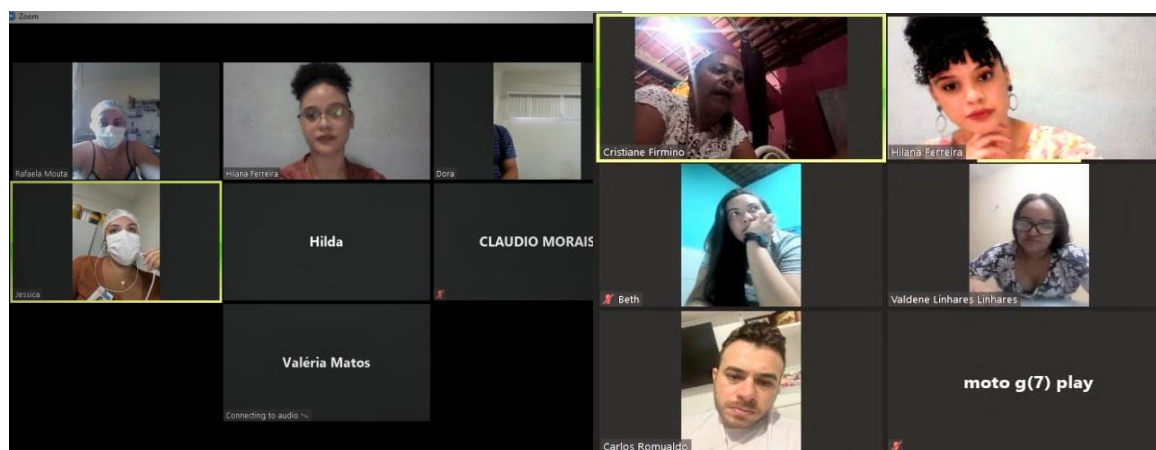 Zoom
Rafaela Mouta
Hilana Ferreira
Dora
Jessica
Hilda
CLAUDIO MORAIS
Valéria Matos
Connecting to audio
Cristiane Firmino
Hilana Ferreira
Beth
Valdene Linhares Linhares
Carlos Romualdo
moto g(7) play